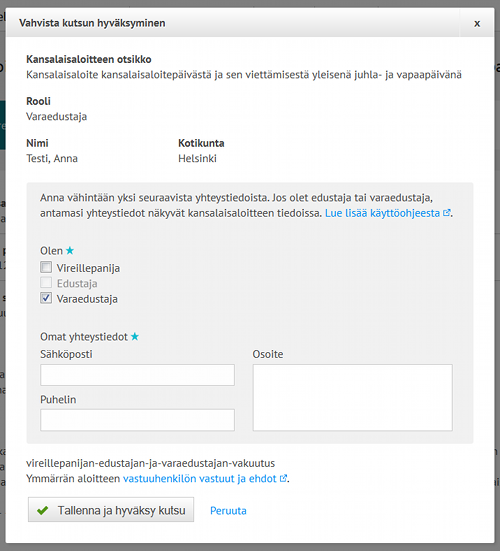 Vahvista kutsun hyväksyminen
x
Kansalaisaloitteen otsikko
Kansalaisaloite kansalaisaloitepäivästä ja sen viettämisestä yleisenä juhla- ja vapaapäivänä
Rooli
Varaedustaja
Nimi
Kotikunta
Testi, Anna
Helsinki
Anna vähintään yksi seuraavista yhteystiedoista. Jos olet edustaja tai varaedustaja,
antamasi yhteystiedot näkyvät kansalaisaloitteen tiedoissa. Lue lisää käyttöohjeesta.
Olen
Vireillepanija
Edustaja
Varaedustaja
Omat yhteystiedot
Sähköposti
Osoite
Puhelin
vireillepanijan-edustajan-ja-varaedustajan-vakuutus
Ymmärrän aloitteen vastuuhenkilön vastuut ja ehdot.
Tallenna ja hyväksy kutsu
Peruuta